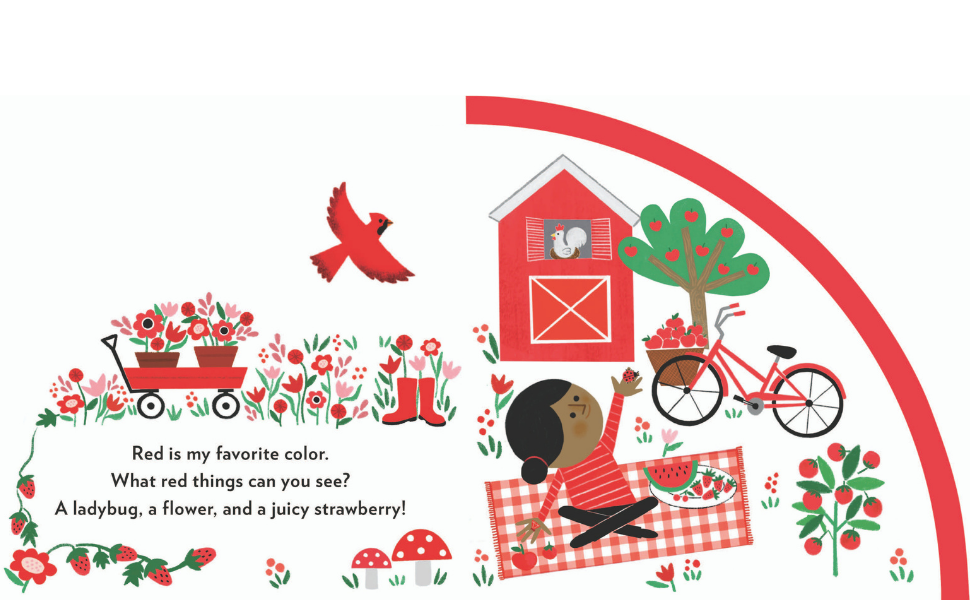 Red is my favorite color.
What red things can you see?
A ladybug, a flower, and a juicy strawberry!